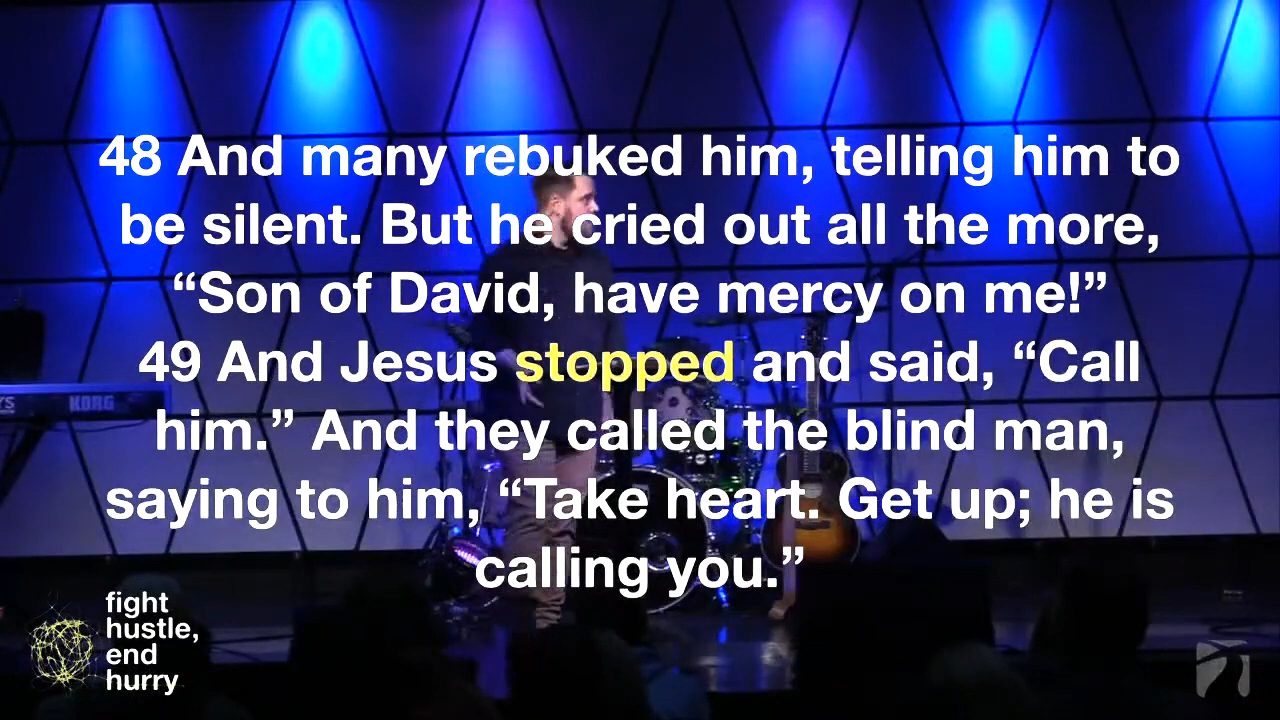 48 And many rebuked him, telling him to
be silent. But he cried out all the more,
“Son of David, have mercy on me!”
49 And Jesus stopped and said, “Call
him.” And they called the blind man,
saying to him, “Take heart. Get up; he is
calling you.”
fight
hustle,
end
hurry
KORG